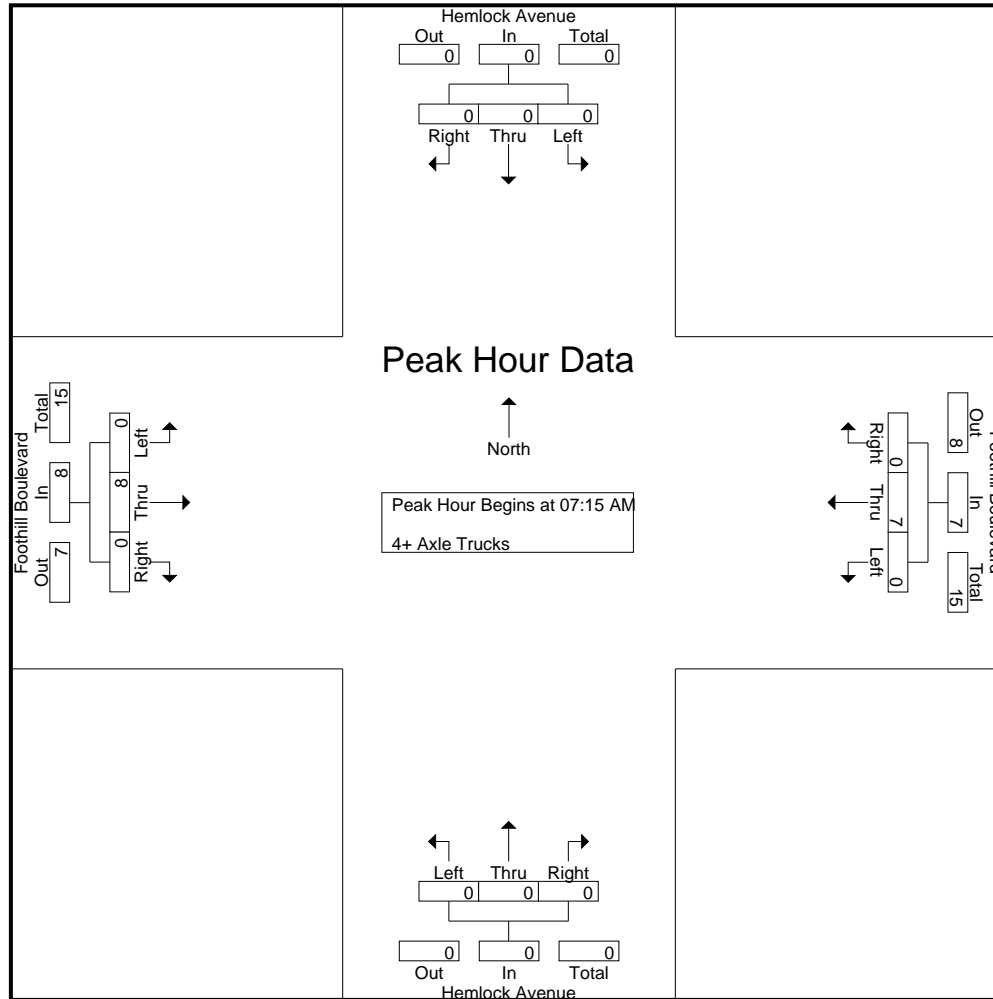 Hemlock Avenue
Out In Total
0 0 0
0 0 0
Right Thru Left
Peak Hour Data
North
Peak Hour Begins at 07:15 AM
4+ Axle Trucks
Foothill Boulevard
Out In Total
7 8 15
Right Thru Left
0 8 0
Foothill Boulevard
Out In Total
8 7 15
0 7 0
Right Thru Left
Left Thru Right
0 0 0
0 0 0
Out In Total
Hemlock Avenue